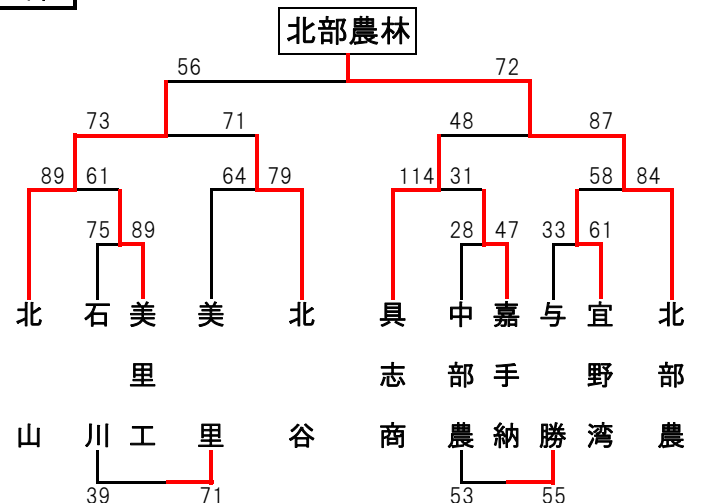 北部農林
56 72
73 71 48 87
89 61 64 79 114 31 58 84
75 89 28 47 33 61
北山
石川
美里工
美里
北谷
具志商
中部農
嘉手納
与勝
宜野湾
北部農
39 71 53 55